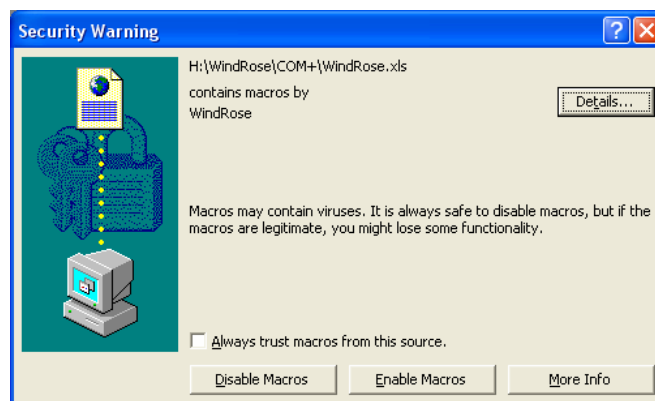 Security Warning
H:\WindRose\COM+\WindRose.xls
contains macros by
WindRose
Details...
Macros may contain viruses. It is always safe to disable macros, but if the
macros are legitimate, you might lose some functionality.
Always trust macros from this source.
Disable Macros
Enable Macros
More Info